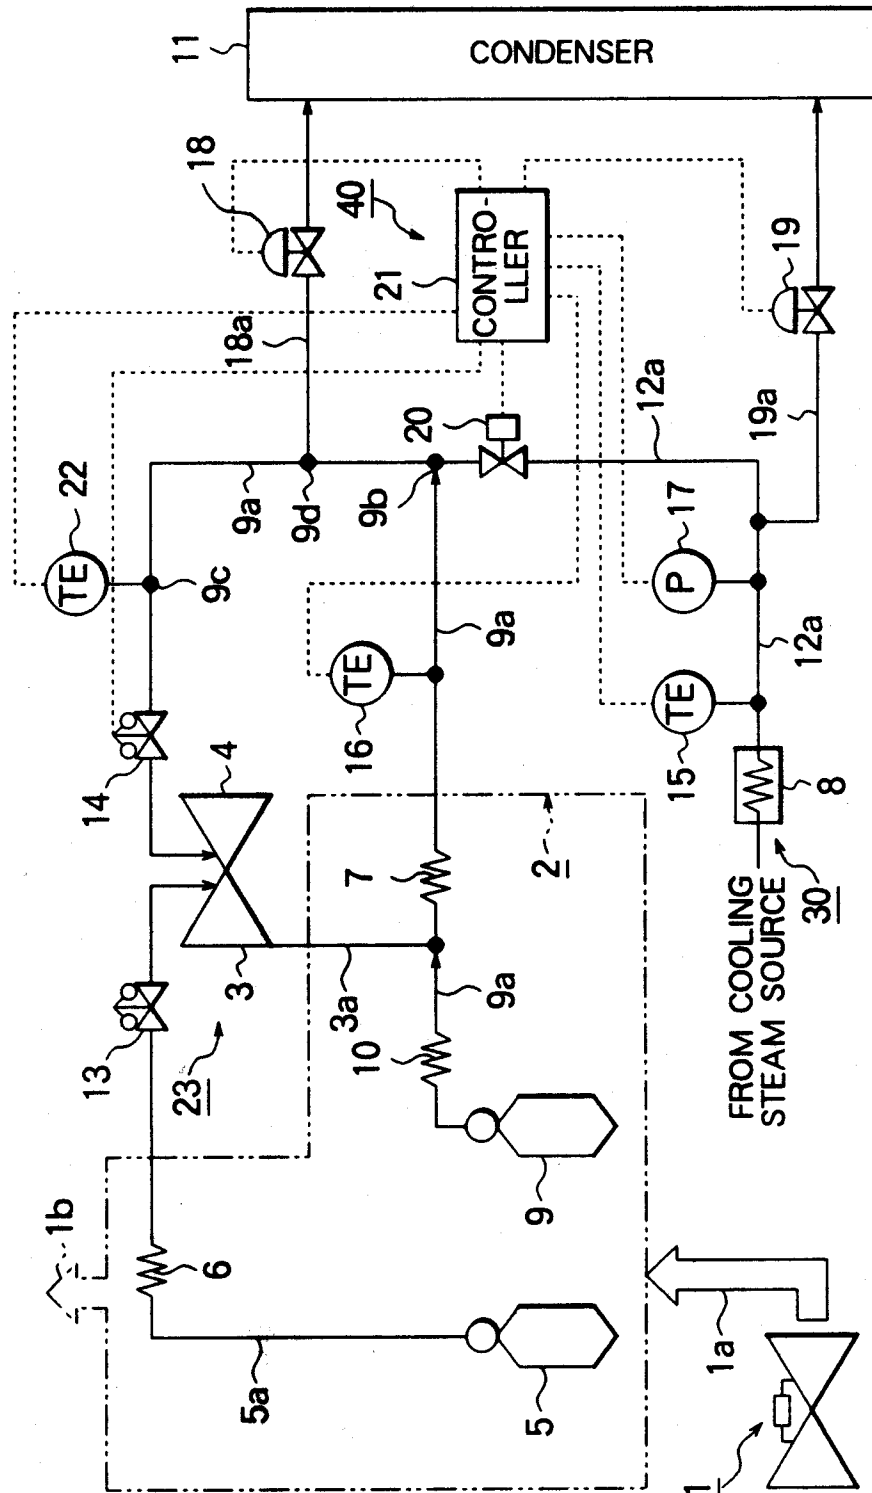 1b
TE
22
13
14
11
23
18
6
9c
3
4
18a
5a
9a
9d
3a
10
7
16
TE
9b
40
21
20
CONTRO-
LLER
CONDENSER
9a
9a
5
9
2
12a
15
TE
P
17
1
1a
FROM COOLING
STEAM SOURCE
30
8
12a
19a
19